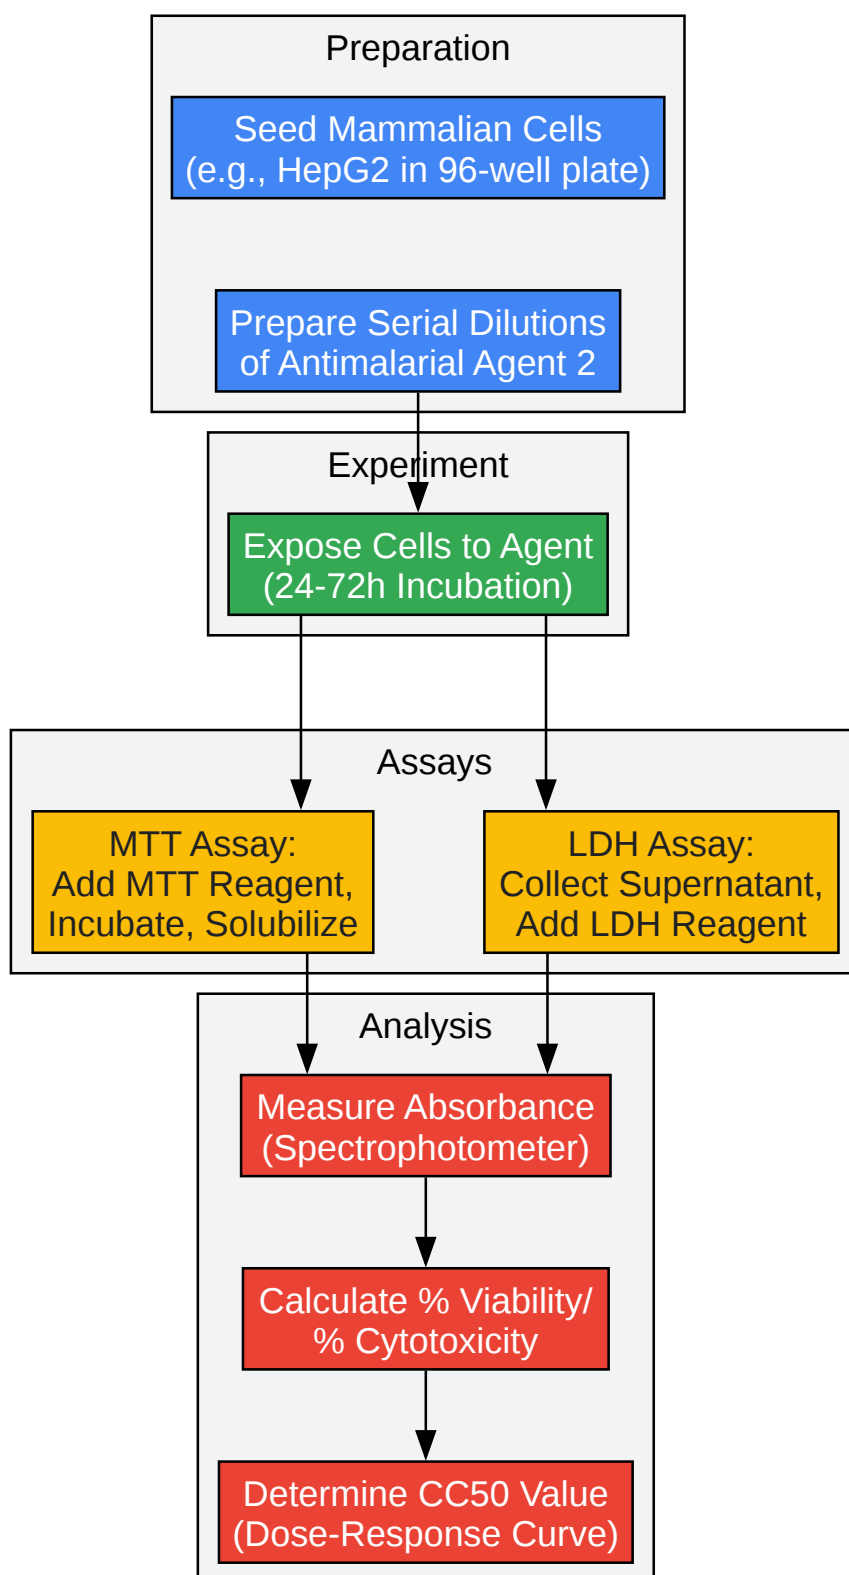 Preparation
Seed Mammalian Cells
(e.g., HepG2 in 96-well plate)
Prepare Serial Dilutions
of Antimalarial Agent 2
Experiment
Expose Cells to Agent
(24-72h Incubation)
Assays
MTT Assay:
Add MTT Reagent,
Incubate, Solubilize
LDH Assay:
Collect Supernatant,
Add LDH Reagent
Analysis
Measure Absorbance
(Spectrophotometer)
Calculate % Viability/
% Cytotoxicity
Determine CC50 Value
(Dose-Response Curve)